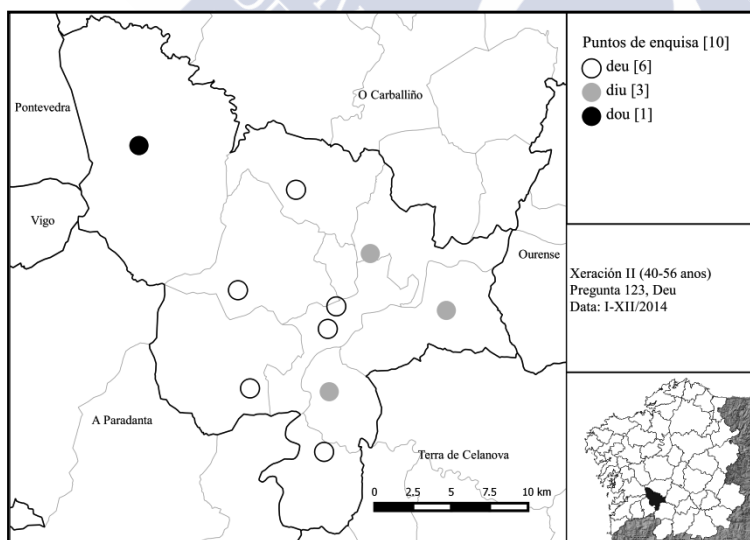 Puntos de enquisa [10]
deu [6]
diu [3]
dou [1]
Pontevedra
O Carballiño
Vigo
Ourense
Xeración II (40-56 anos)
Pregunta 123, Deu
Data: I-XII/2014
A Paradanta
Terra de Celanova
0 2,5 5 7,5 10 km